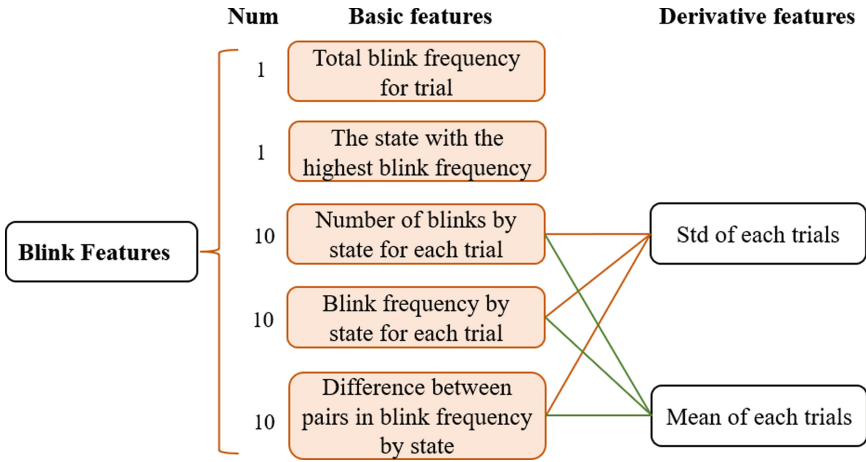 Num Basic features Derivative features
1
Total blink frequency
for trial
1
The state with the
highest blink frequency
Blink Features
10
Number of blinks by
state for each trial
Std of each trials
10
Blink frequency by
state for each trial
10
Difference between
pairs in blink frequency
by state
Mean of each trials